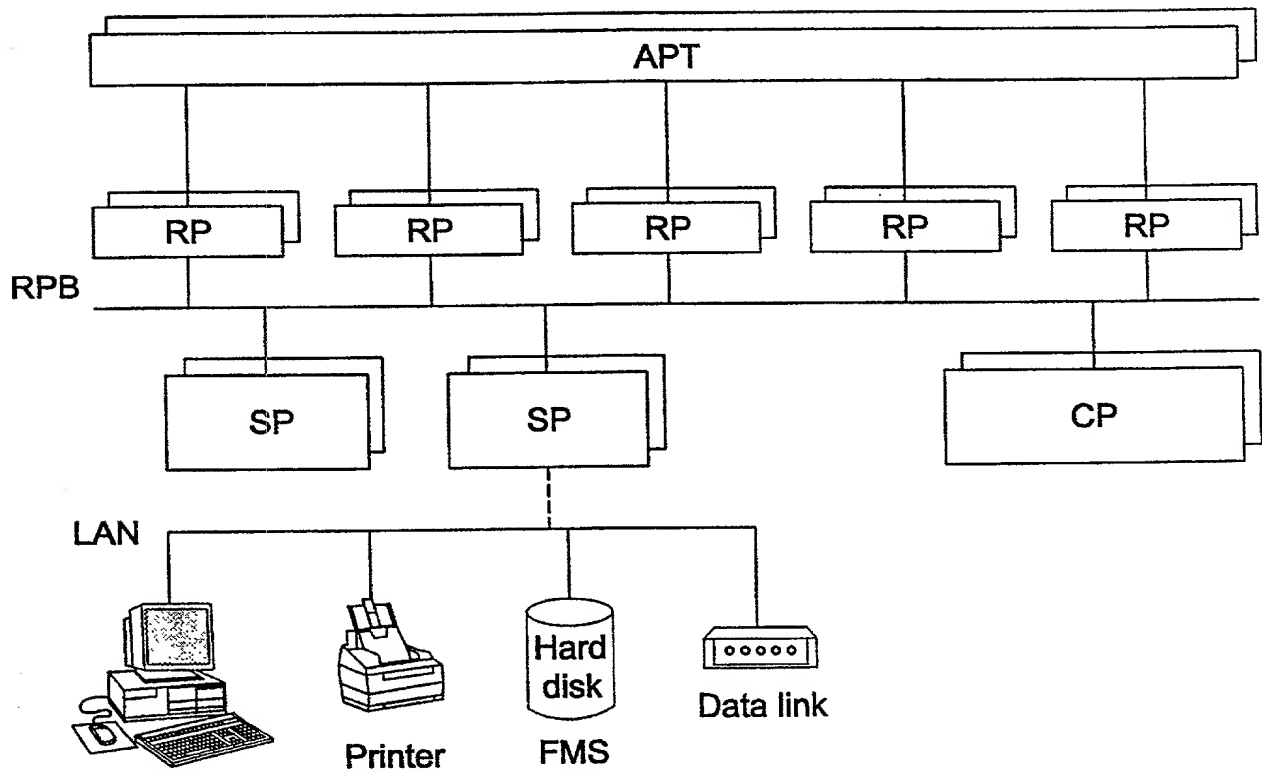 APT
RP RP RP RP RP
RPB
SP SP CP
LAN
Hard
disk
Data link
Printer FMS